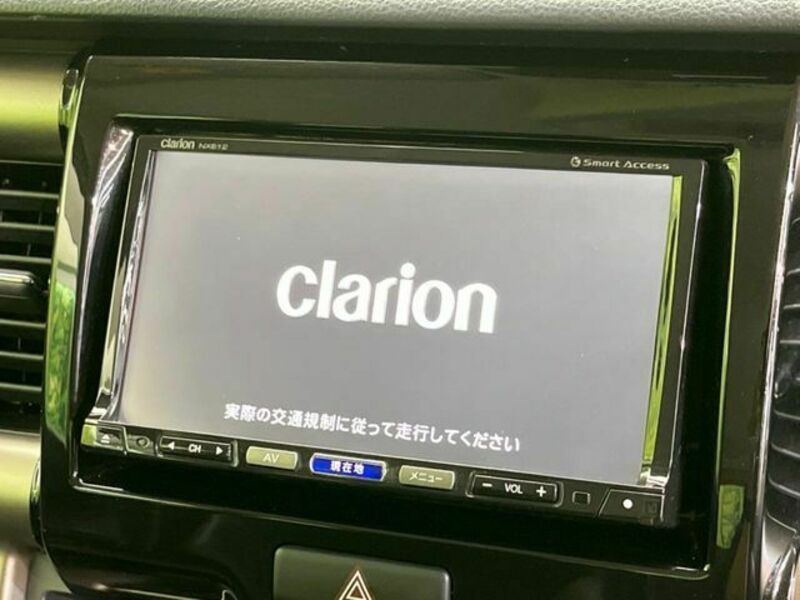 clarion NX612
Smart Access
clarion
実際の交通規制に従って走行してください
CH
AV
現在地
メニュー
− VOL +